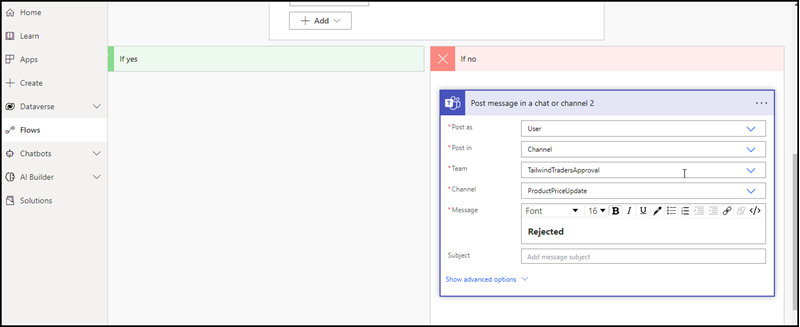 Home
Learn
Apps
Create
Dataverse
Flows
Chatbots
AI Builder
Solutions
+ Add
If yes
If no
Post message in a chat or channel 2
* Post as
User
* Post in
Channel
* Team
TailwindTradersApproval
* Channel
ProductPriceUpdate
* Message
Font
16
B I U
</>
Rejected
Subject
Add message subject
Show advanced options